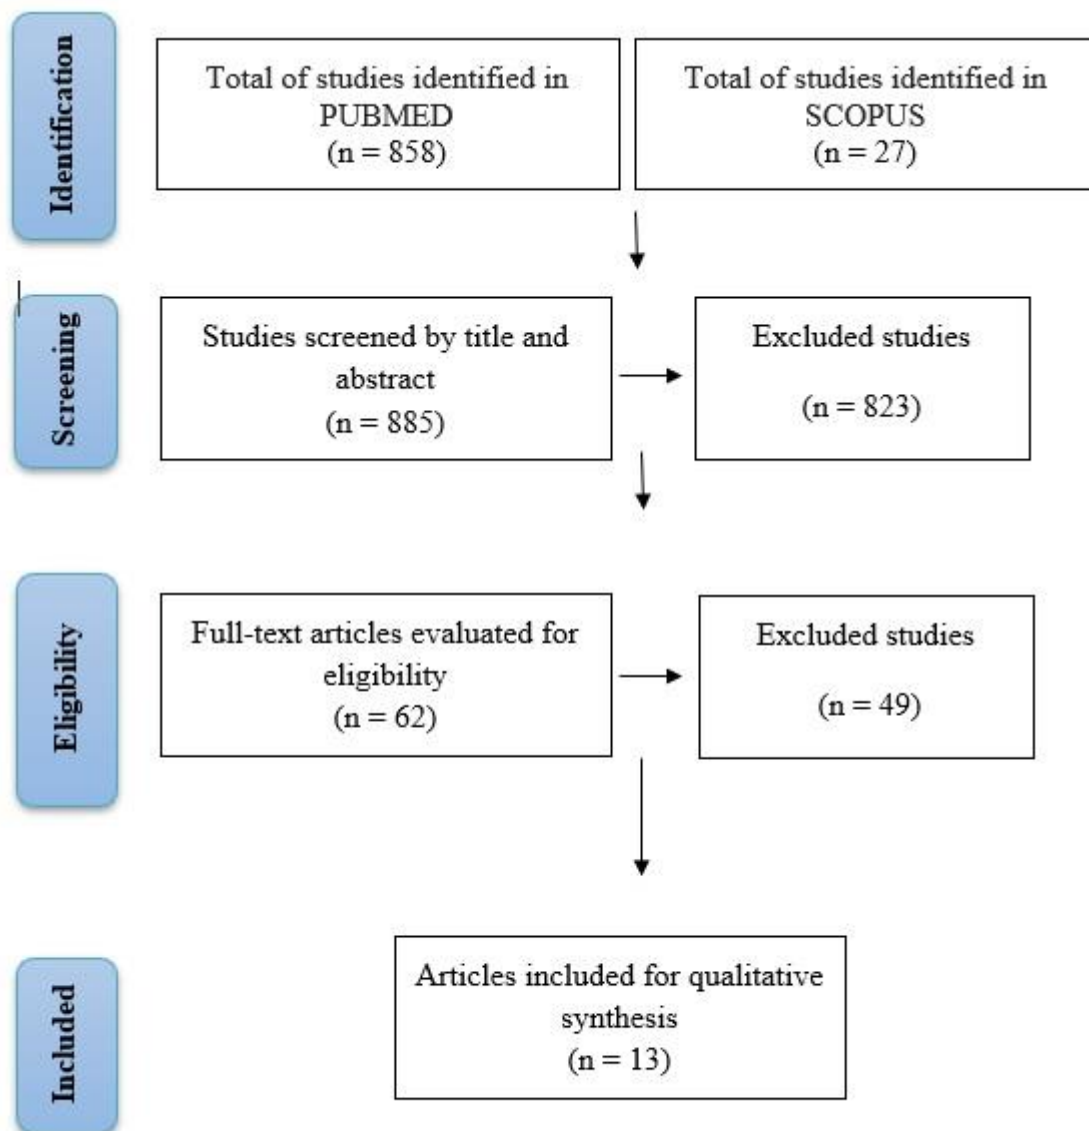 Identification
Total of studies identified in
PUBMED
(n = 858)
Total of studies identified in
SCOPUS
(n = 27)
Screening
Studies screened by title and
abstract
(n = 885)
Excluded studies
(n = 823)
Eligibility
Full-text articles evaluated for
eligibility
(n = 62)
Excluded studies
(n = 49)
Included
Articles included for qualitative
synthesis
(n = 13)